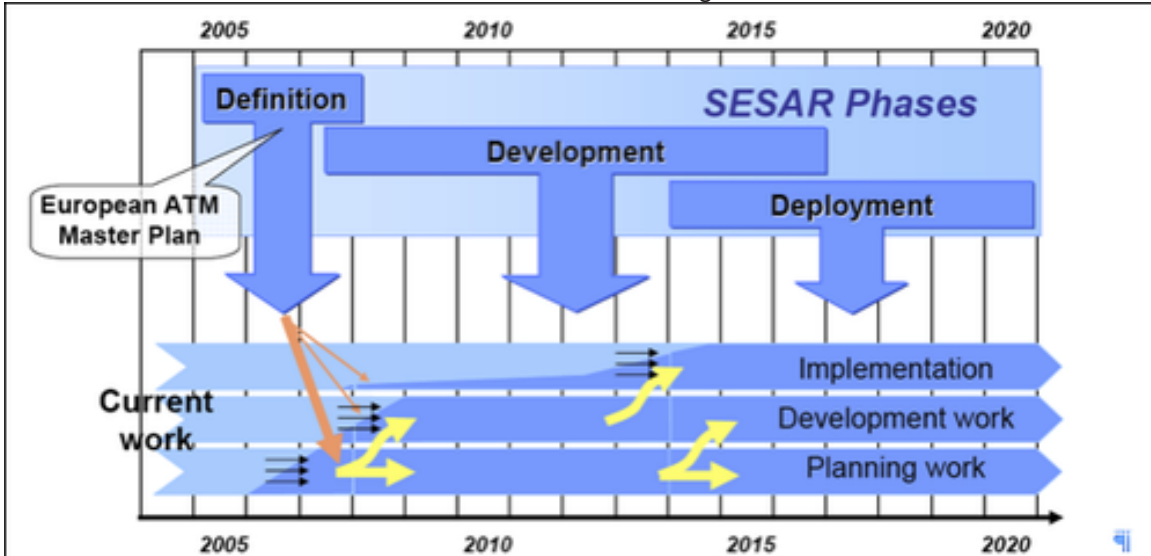 2005 2010 2015 2020
Definition
SESAR Phases
Development
European ATM
Master Plan
Deployment
Implementation
Current
work
Development work
Planning work
2005 2010 2015 2020